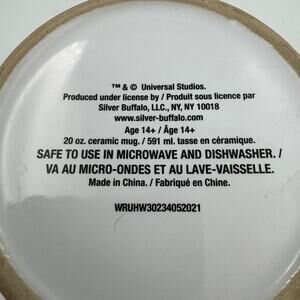 ™ & © Universal Studios.
Produced under license by / Produit sous licence par
Silver Buffalo, LLC., NY, NY 10018
www.silver-buffalo.com
Age 14+ / Âge 14+
20 oz. ceramic mug. / 591 ml. tasse en céramique.
SAFE TO USE IN MICROWAVE AND DISHWASHER. /
VA AU MICRO-ONDES ET AU LAVE-VAISSELLE.
Made in China. / Fabriqué en Chine.
WRUHW30234052021